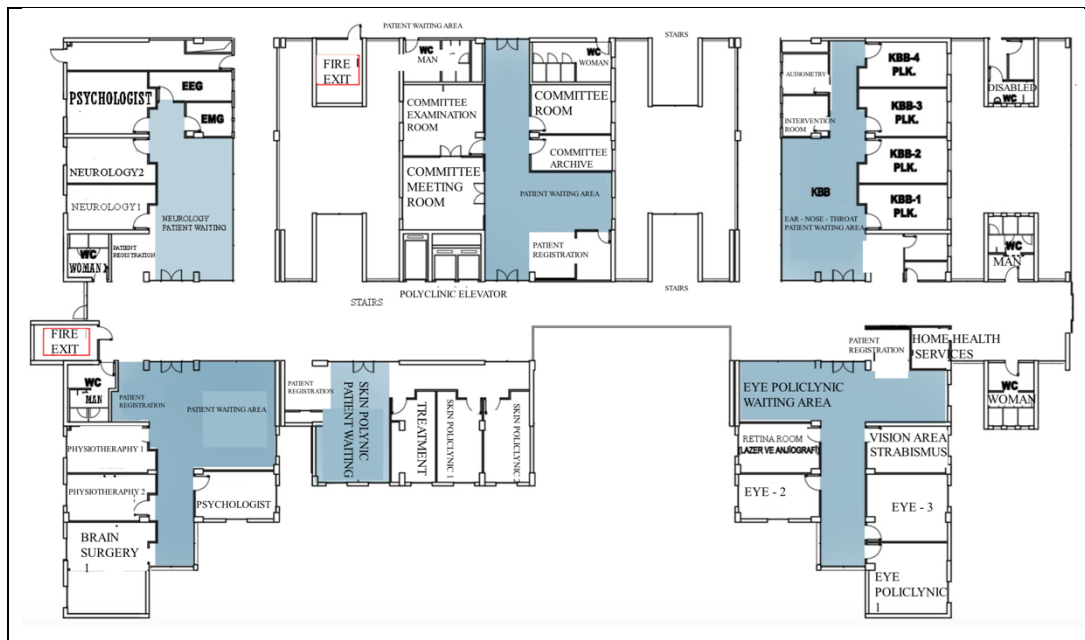 PATIENT WAITING AREA
STAIRS
FIRE
EXIT
WC
MAN
WC
WOMAN
EEG
PSYCHOLOGIST
EMG
COMMITTEE
EXAMINATION
ROOM
COMMITTEE
ROOM
COMMITTEE
ARCHIVE
COMMITTEE
MEETING
ROOM
PATIENT WAITING AREA
PATIENT
REGISTRATION
AUDIOMETRY
INTERVENTION
ROOM
KBB-4
PLK.
KBB-3
PLK.
KBB-2
PLK.
KBB-1
PLK.
KBB
EAR - NOSE - THROAT
PATIENT WAITING AREA
DISABLED
WC
WC
MAN
NEUROLOGY2
NEUROLOGY1
NEUROLOGY
PATIENT WAITING
PATIENT
REGISTRATION
WC
WOMAN
POLYCLINIC ELEVATOR
STAIRS
STAIRS
FIRE
EXIT
WC
MAN
PATIENT
REGISTRATION
PATIENT WAITING AREA
PHYSIOTHERAPHY 1
PHYSIOTHERAPHY 2
PSYCHOLOGIST
BRAIN
SURGERY
1
PATIENT
REGISTRATION
SKIN POLYNIC
PATIENT WAITING
TREATMENT
SKIN POLICLYNIC 1
SKIN POLICLYNIC 2
PATIENT
REGISTRATION
HOME HEALTH
SERVICES
EYE POLICLYNIC
WAITING AREA
WC
WOMAN
RETINA ROOM
(LAZER VE ANJİOGRAFİ)
VISION AREA
STRABISMUS
EYE - 2
EYE - 3
EYE
POLICLYNIC
1